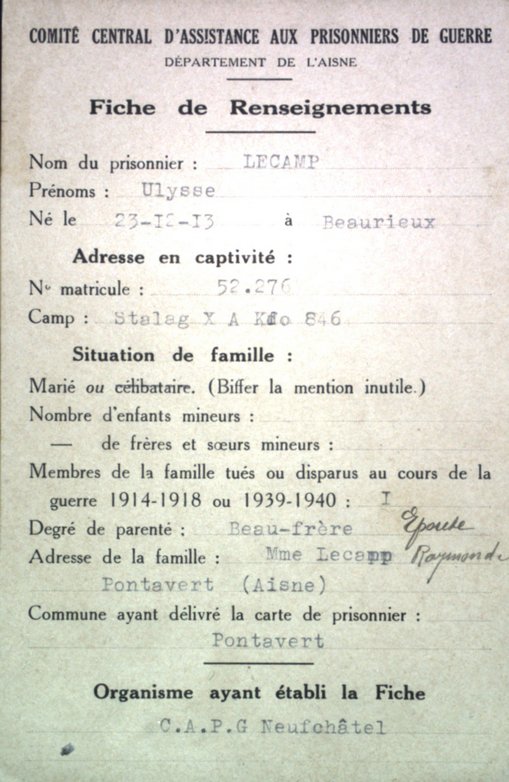 COMITÉ CENTRAL D'ASSISTANCE AUX PRISONNIERS DE GUERRE
DÉPARTEMENT DE L'AISNE
Fiche de Renseignements
Nom du prisonnier : LECAMP
Prénoms : Ulysse
Né le 23-I2-I3 à Beaurieux
Adresse en captivité :
No matricule : 52.276
Camp : Stalag X A Kdo 846
Situation de famille :
Marié ou célibataire. (Biffer la mention inutile.)
Nombre d'enfants mineurs :
— de frères et sœurs mineurs :
Membres de la famille tués ou disparus au cours de la
guerre 1914-1918 ou 1939-1940 : I
Degré de parenté : Beau-frère Epouse
Adresse de la famille : Mme Lecamp Raymonde
Pontavert (Aisne)
Commune ayant délivré la carte de prisonnier :
Pontavert
Organisme ayant établi la Fiche
C.A.P.G Neufchâtel